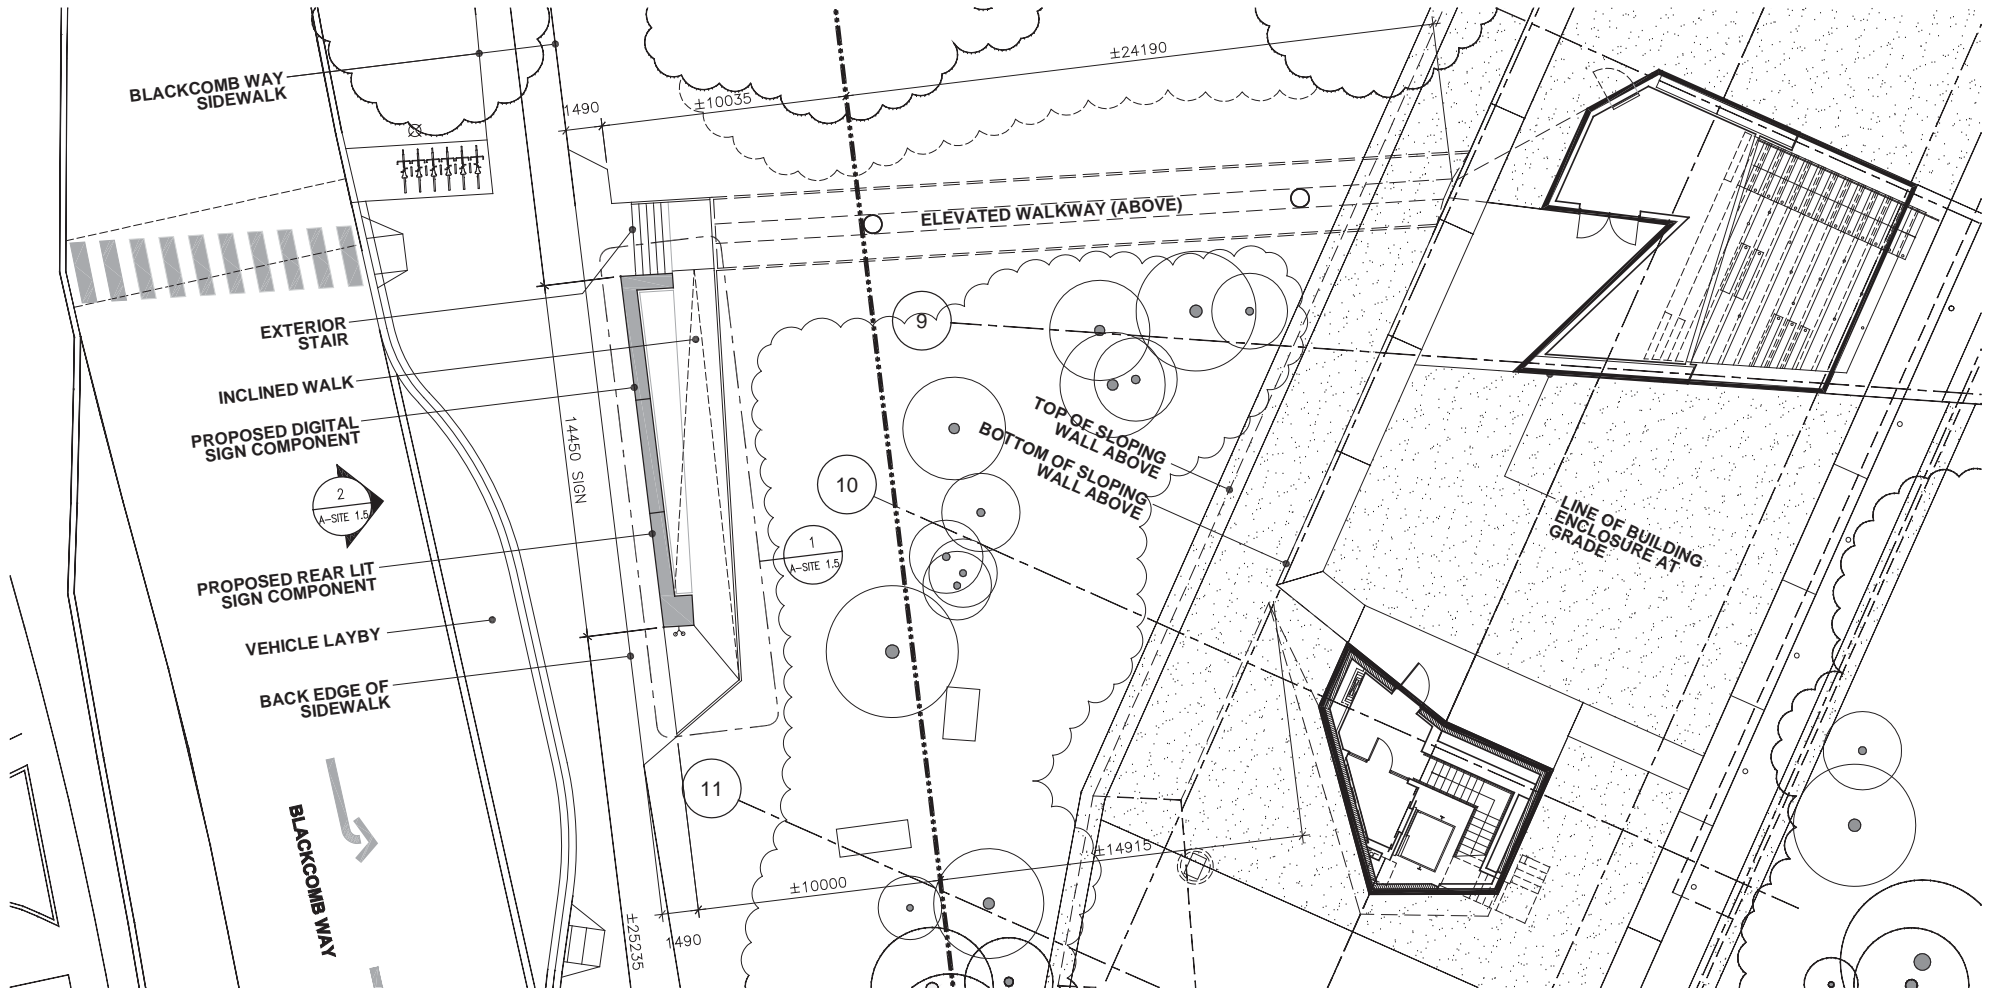 ±24190
BLACKCOMB WAY
SIDEWALK
1490
±10035
ELEVATED WALKWAY (ABOVE)
EXTERIOR
STAIR
9
INCLINED WALK
PROPOSED DIGITAL
SIGN COMPONENT
14450 SIGN
TOP OF SLOPING
WALL ABOVE
BOTTOM OF SLOPING
WALL ABOVE
10
2
A-SITE 1.5
1
A-SITE 1.5
LINE OF BUILDING
ENCLOSURE AT
GRADE
PROPOSED REAR LIT
SIGN COMPONENT
VEHICLE LAYBY
BACK EDGE OF
SIDEWALK
11
BLACKCOMB WAY
±14915
±10000
±25235
1490